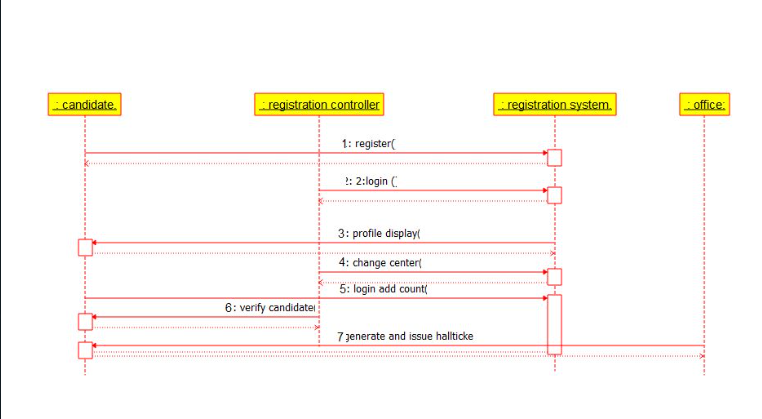 : candidate.
: registration controller
: registration system.
: office:
1: register(
2: 2:login (
3: profile display(
4: change center(
5: login add count(
6: verify candidate
7 generate and issue hallticke